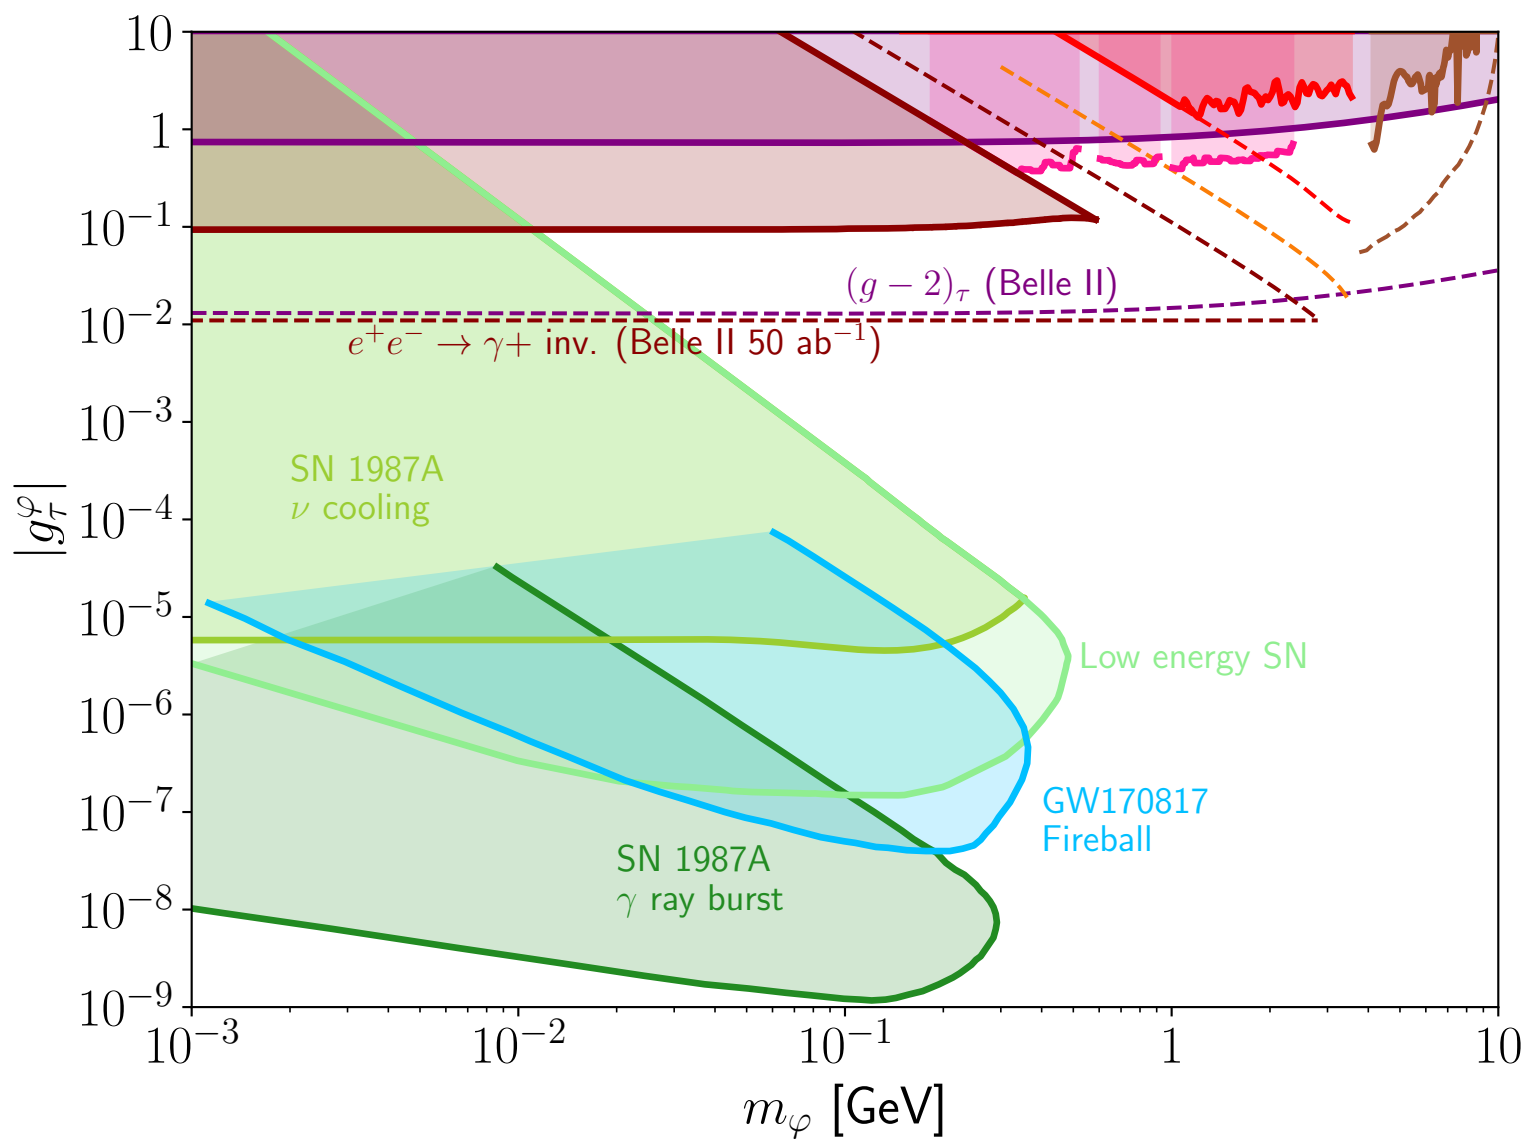 10
1
10⁻¹
10⁻²
10⁻³
10⁻⁴
10⁻⁵
10⁻⁶
10⁻⁷
10⁻⁸
10⁻⁹
|g_τ^φ|
(g − 2)_τ (Belle II)
e⁺e⁻ → γ+ inv. (Belle II 50 ab⁻¹)
SN 1987A
ν cooling
Low energy SN
GW170817
Fireball
SN 1987A
γ ray burst
10⁻³
10⁻²
10⁻¹
1
10
m_φ [GeV]